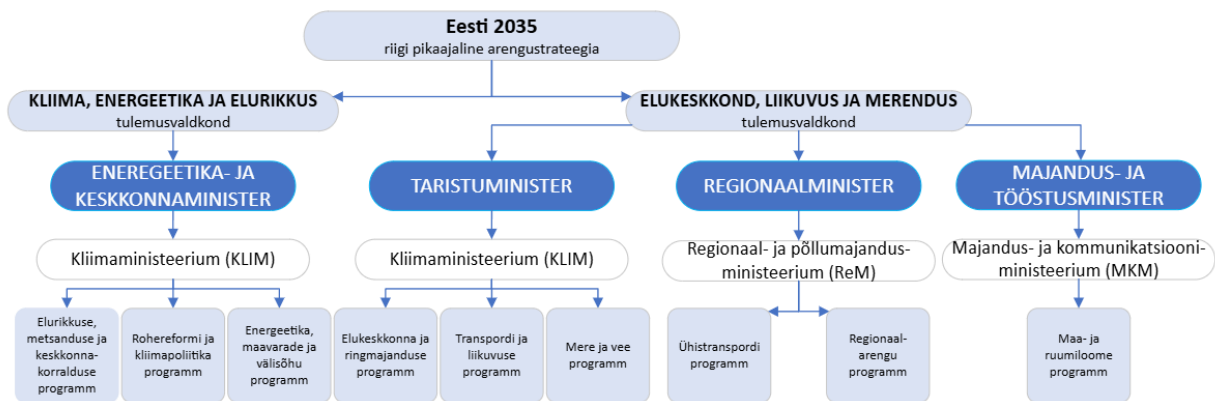 Eesti 2035
riigi pikaajaline arengustrateegia
KLIIMA, ENERGEETIKA JA ELURIKKUS
tulemusvaldkond
ELUKESKKOND, LIIKUVUS JA MERENDUS
tulemusvaldkond
ENEREGEETIKA- JA
KESKKONNAMINISTER
TARISTUMINISTER
REGIONAALMINISTER
MAJANDUS- JA
TÖÖSTUSMINISTER
Kliimaministeerium (KLIM)
Kliimaministeerium (KLIM)
Regionaal- ja põllumajandus-
ministeerium (ReM)
Majandus- ja kommunikatsiooni-
ministeerium (MKM)
Elurikkuse,
metsanduse ja
keskkonna-
korralduse
programm
Rohereformi ja
kliimapoliitika
programm
Energeetika,
maavarade ja
välisõhu
programm
Elukeskkonna ja
ringmajanduse
programm
Transpordi ja
liikuvuse
programm
Mere ja vee
programm
Ühistranspordi
programm
Regionaal-
arengu
programm
Maa- ja
ruumiloome
programm